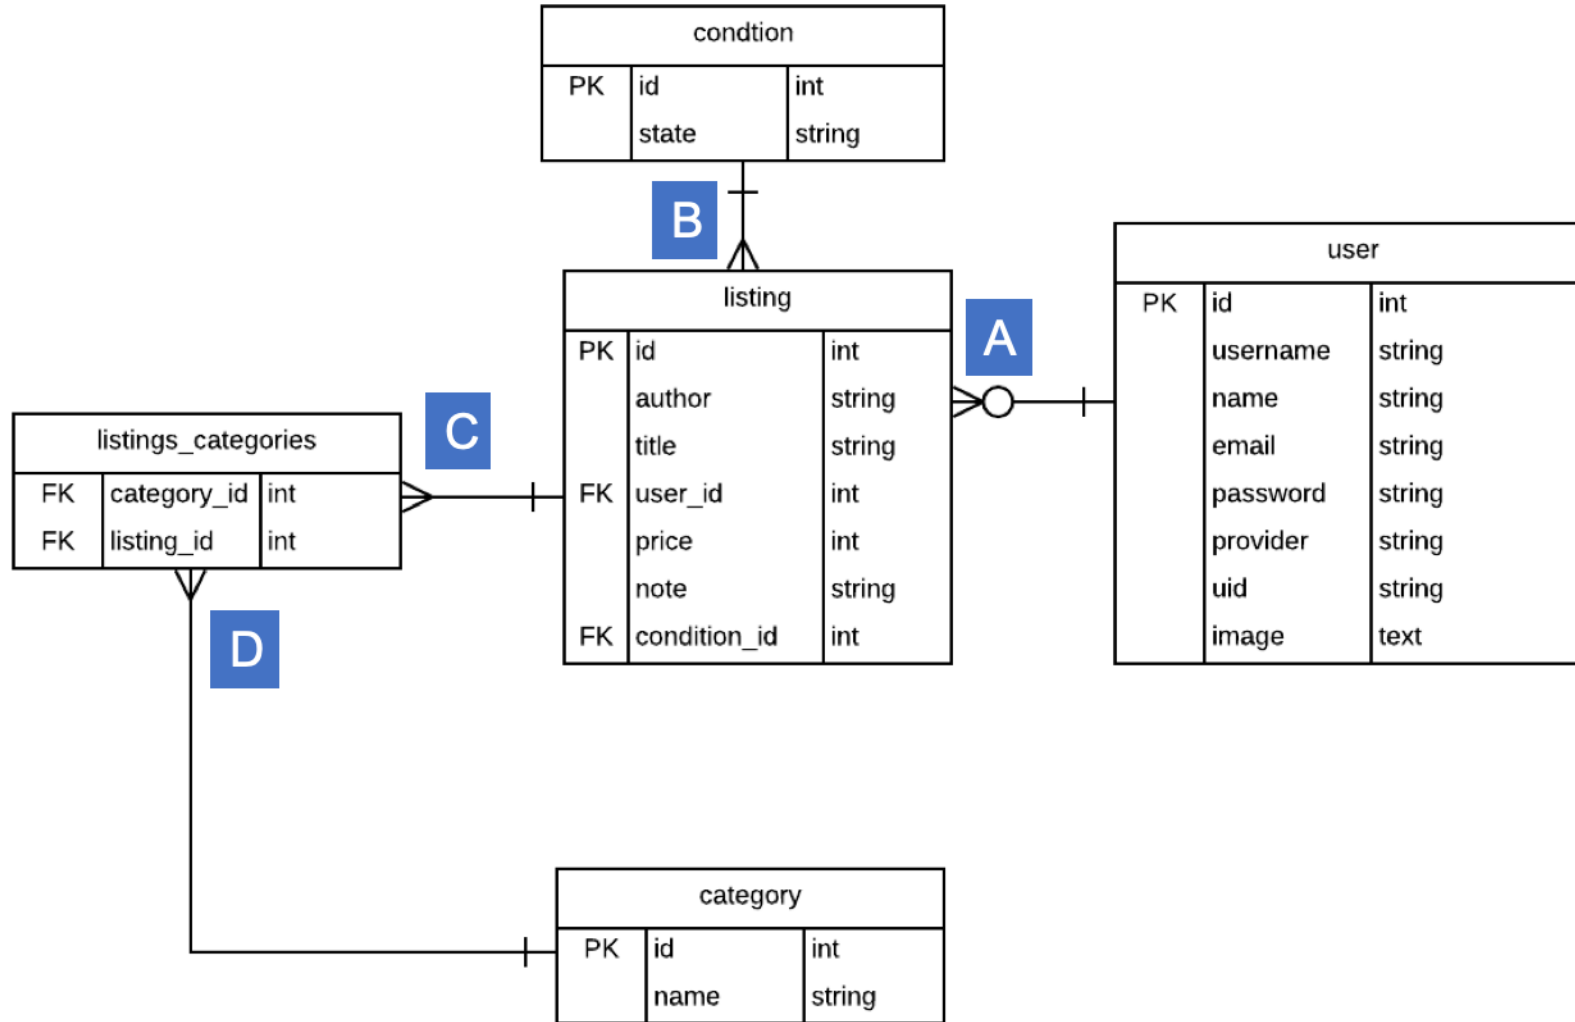 condtion
PK id int
state string
B
listing
PK id int
author string
title string
FK user_id int
price int
note string
FK condition_id int
A
user
PK id int
username string
name string
email string
password string
provider string
uid string
image text
C
listings_categories
FK category_id int
FK listing_id int
D
category
PK id int
name string